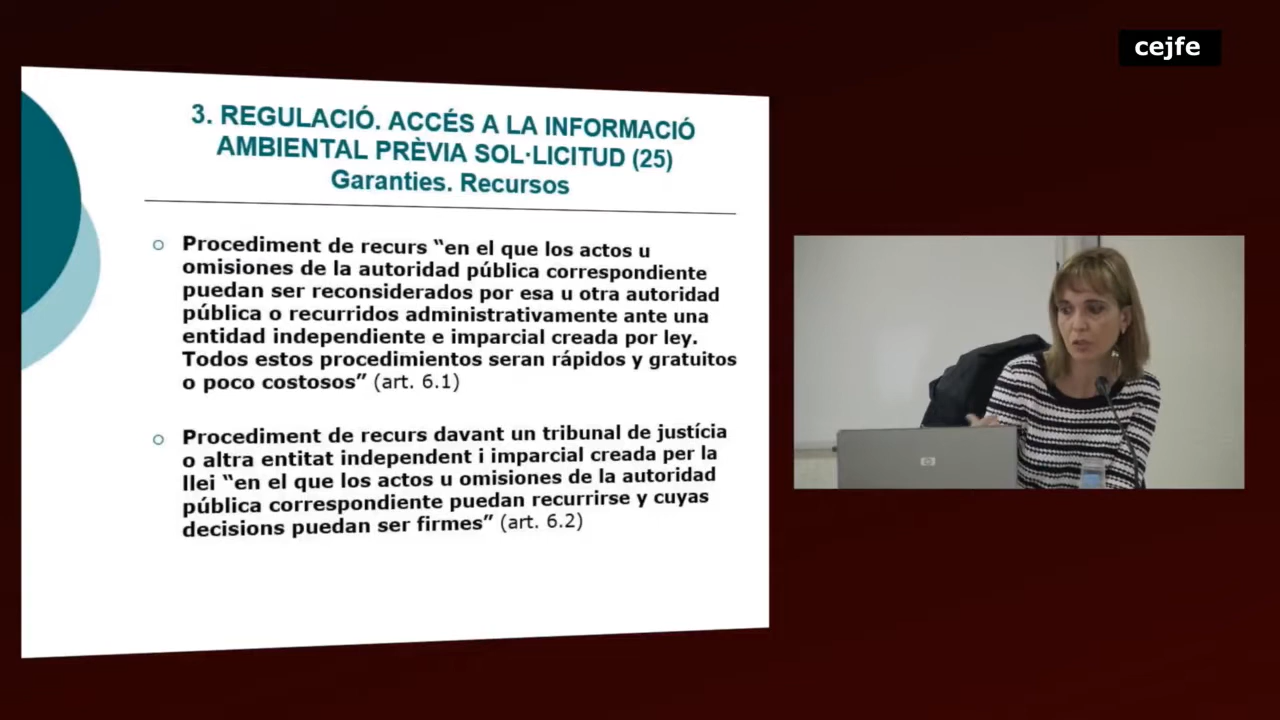 cejfe
3. REGULACIÓ. ACCÉS A LA INFORMACIÓ
AMBIENTAL PRÈVIA SOL·LICITUD (25)
Garanties. Recursos
Procediment de recurs “en el que los actos u
omisiones de la autoridad pública correspondiente
puedan ser reconsiderados por esa u otra autoridad
pública o recurridos administrativamente ante una
entidad independiente e imparcial creada por ley.
Todos estos procedimientos seran rápidos y gratuitos
o poco costosos” (art. 6.1)
Procediment de recurs davant un tribunal de justícia
o altra entitat independent i imparcial creada per la
llei “en el que los actos u omisiones de la autoridad
pública correspondiente puedan recurrirse y cuyas
decisions puedan ser firmes” (art. 6.2)